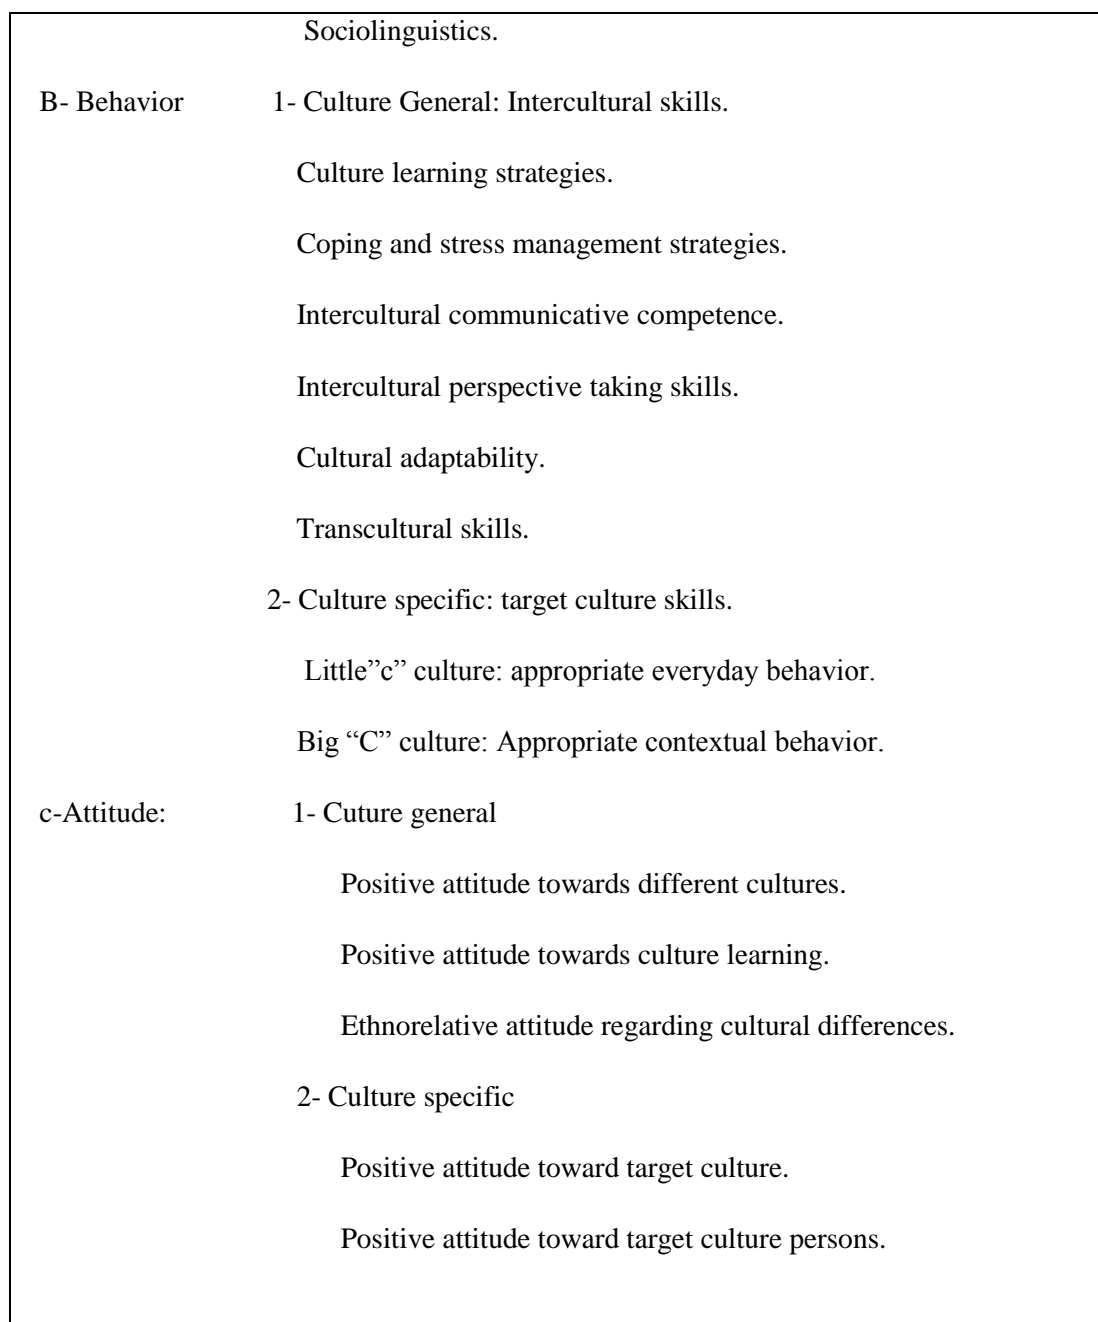 Sociolinguistics.
B- Behavior 1- Culture General: Intercultural skills.
Culture learning strategies.
Coping and stress management strategies.
Intercultural communicative competence.
Intercultural perspective taking skills.
Cultural adaptability.
Transcultural skills.
2- Culture specific: target culture skills.
Little”c” culture: appropriate everyday behavior.
Big “C” culture: Appropriate contextual behavior.
c-Attitude: 1- Cuture general
Positive attitude towards different cultures.
Positive attitude towards culture learning.
Ethnorelative attitude regarding cultural differences.
2- Culture specific
Positive attitude toward target culture.
Positive attitude toward target culture persons.